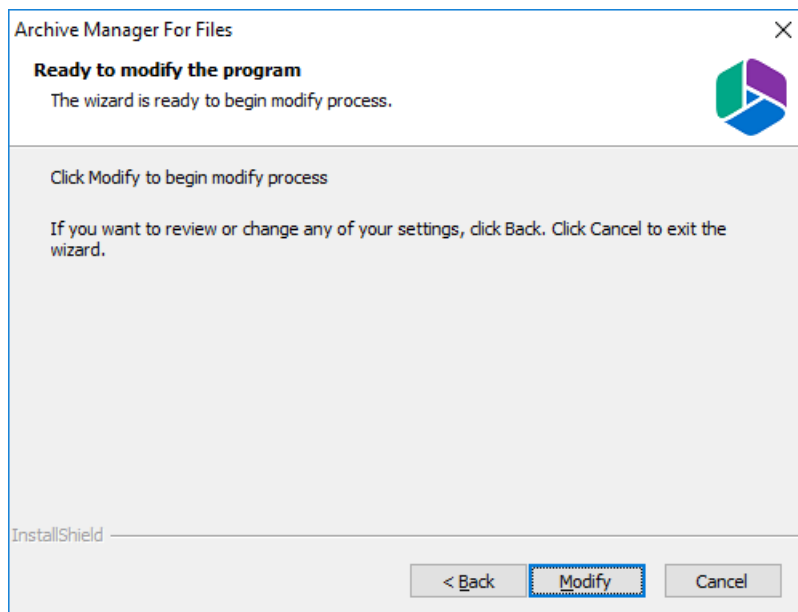 Archive Manager For Files
Ready to modify the program
The wizard is ready to begin modify process.
Click Modify to begin modify process
If you want to review or change any of your settings, click Back. Click Cancel to exit the
wizard.
InstallShield
< Back
Modify
Cancel